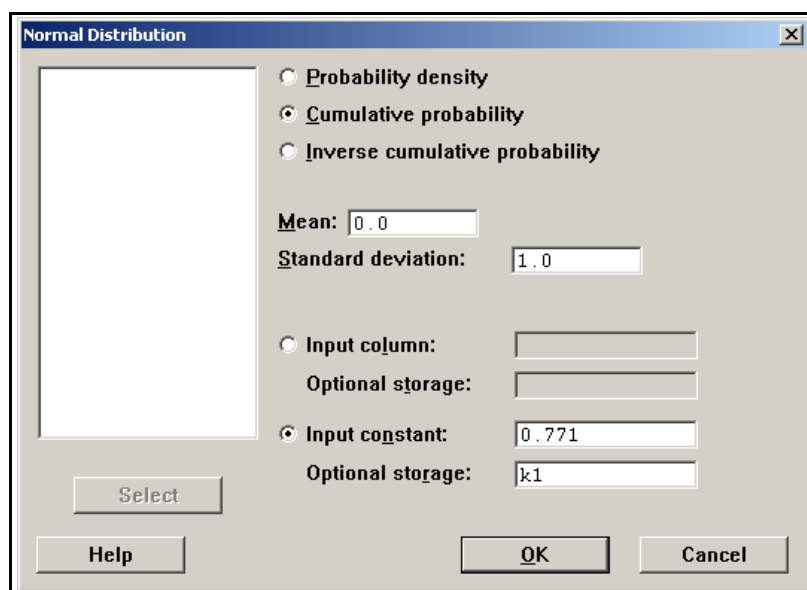 Normal Distribution
Probability density
Cumulative probability
Inverse cumulative probability
Mean: 0.0
Standard deviation: 1.0
Input column:
Optional storage:
Input constant: 0.771
Optional storage: k1
Select
Help OK Cancel